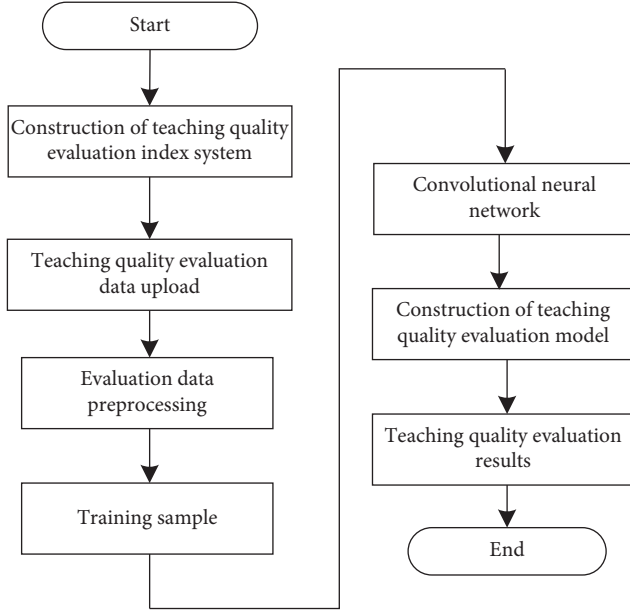 Start
Construction of teaching quality
evaluation index system
Teaching quality evaluation
data upload
Evaluation data
preprocessing
Training sample
Convolutional neural
network
Construction of teaching
quality evaluation model
Teaching quality evaluation
results
End